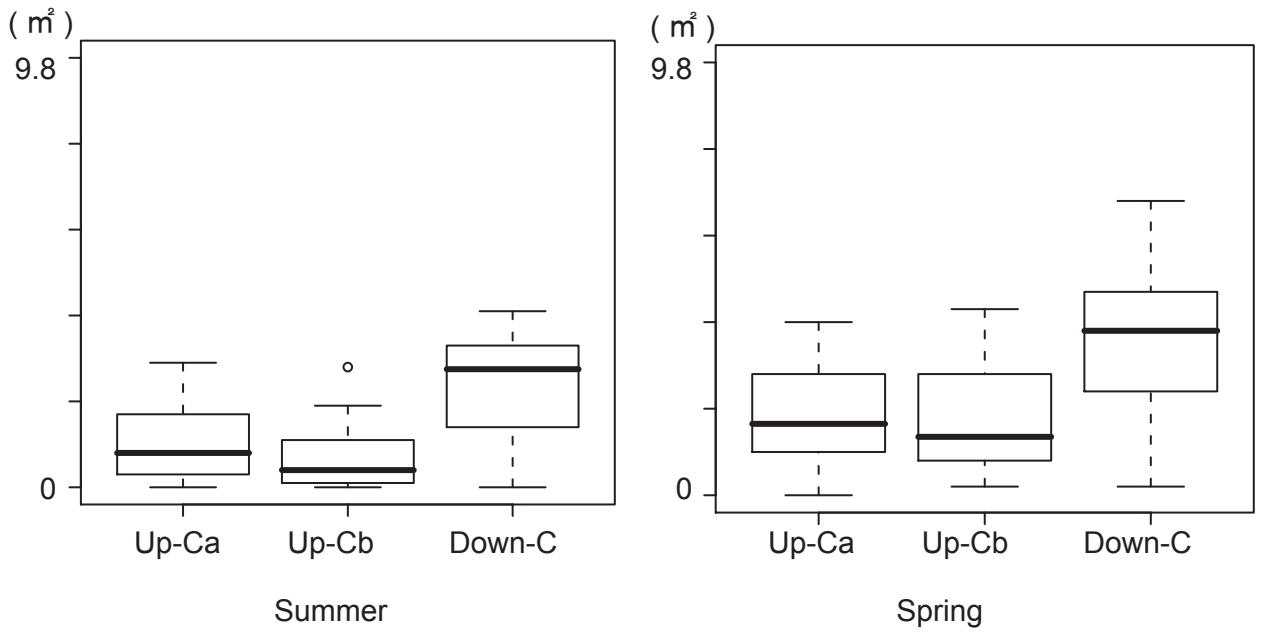 ( ㎡ )
9.8
0
Up-Ca Up-Cb Down-C
Summer
( ㎡ )
9.8
0
Up-Ca Up-Cb Down-C
Spring